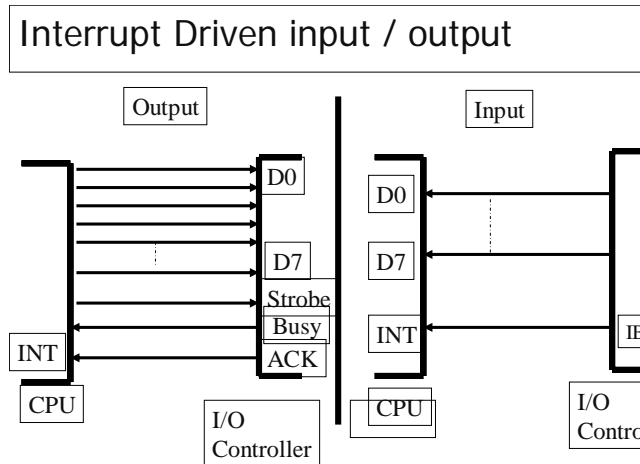 Interrupt Driven input / output
Output
D0
D7
Strobe
Busy
ACK
INT
CPU
I/O
Controller
Input
D0
D7
INT
CPU
I/O